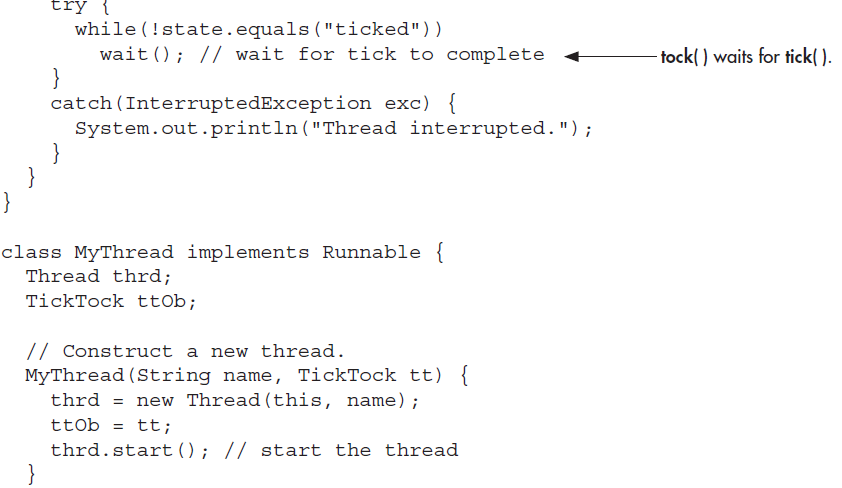 try {
      while(!state.equals("ticked"))
        wait(); // wait for tick to complete tock( ) waits for tick( ).
    }
    catch(InterruptedException exc) {
      System.out.println("Thread interrupted.");
    }
  }
}

class MyThread implements Runnable {
  Thread thrd;
  TickTock ttOb;

  // Construct a new thread.
  MyThread(String name, TickTock tt) {
    thrd = new Thread(this, name);
    ttOb = tt;
    thrd.start(); // start the thread
  }